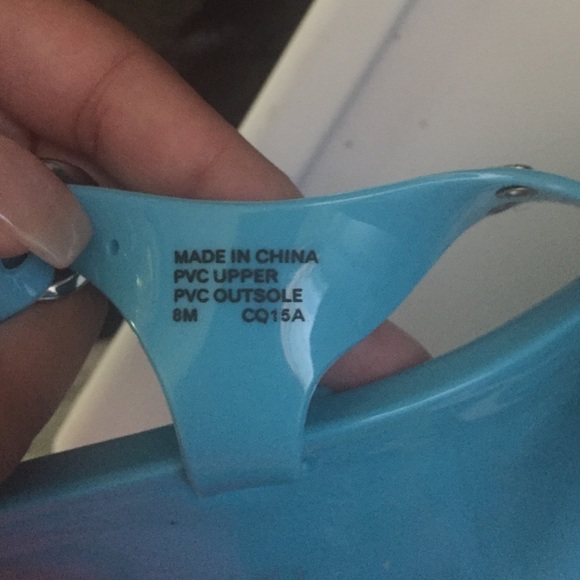 MADE IN CHINA
PVC UPPER
PVC OUTSOLE
8M CQ15A